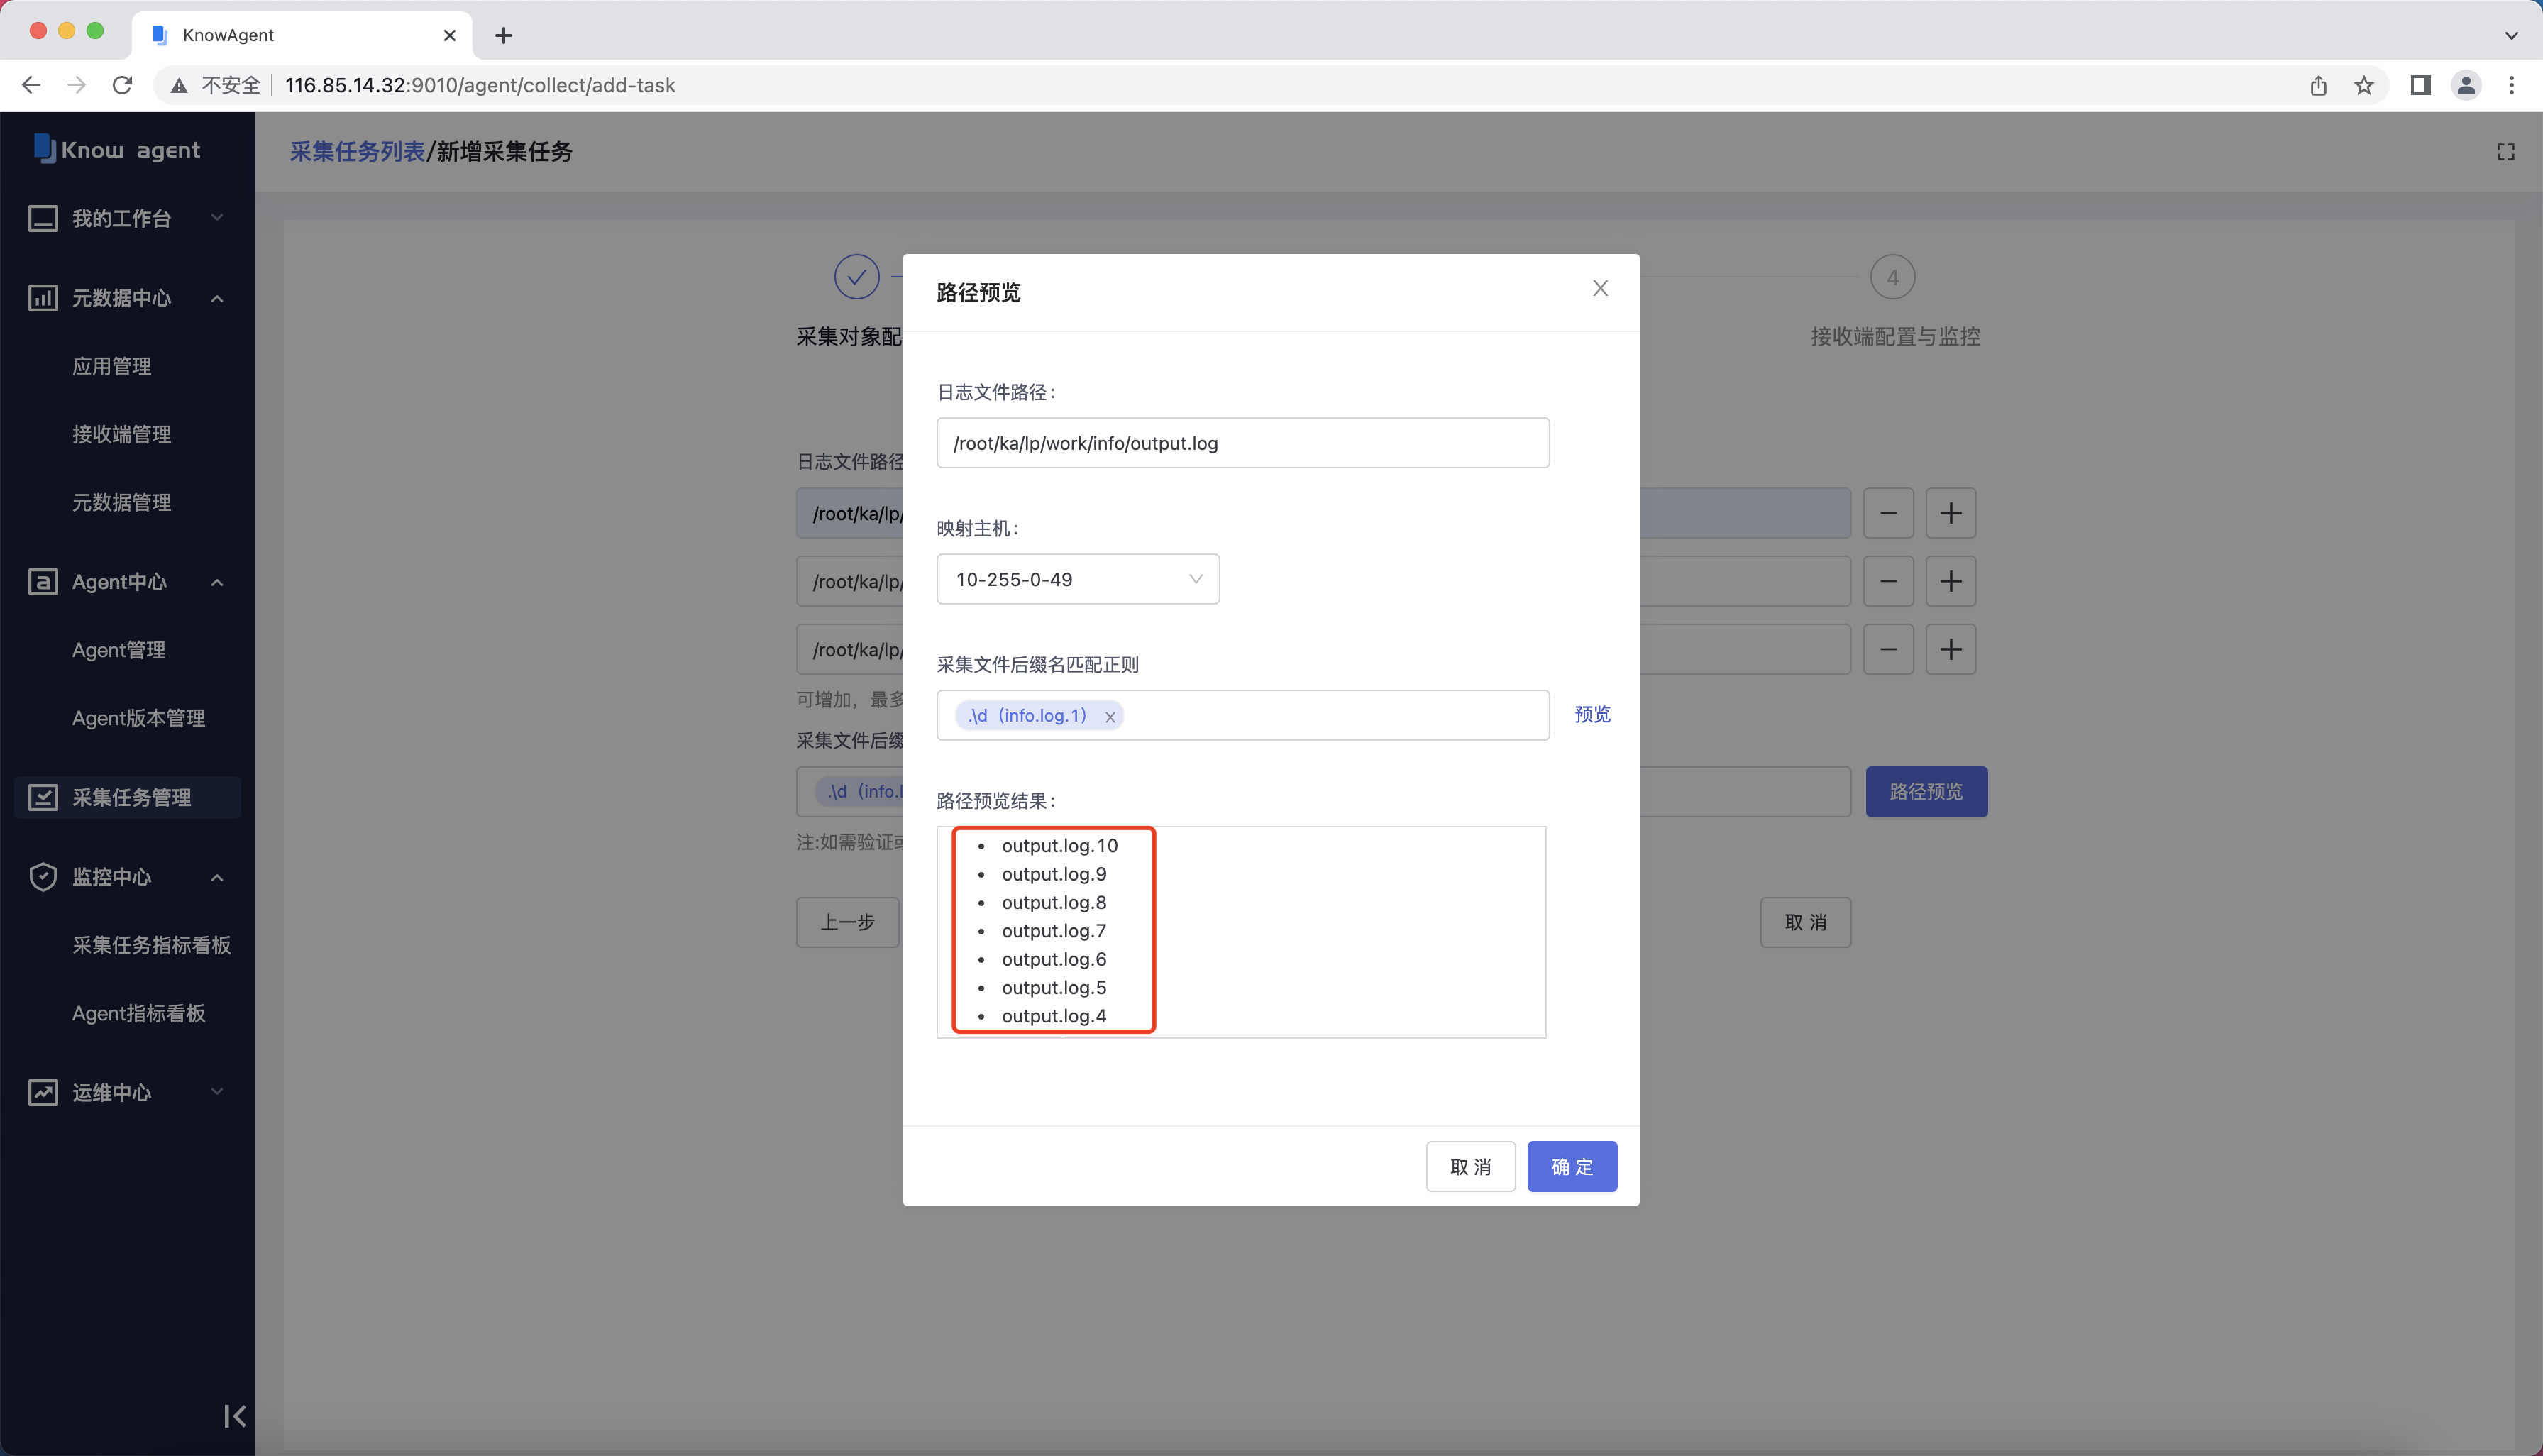 KnowAgent
不安全
116.85.14.32:9010/agent/collect/add-task
Know agent
我的工作台
元数据中心
应用管理
接收端管理
元数据管理
Agent中心
Agent管理
Agent版本管理
采集任务管理
监控中心
采集任务指标看板
Agent指标看板
运维中心
采集任务列表/新增采集任务
采集对象配
4
接收端配置与监控
日志文件路径
/root/ka/lp/
/root/ka/lp/
/root/ka/lp/
可增加，最多
采集文件后缀
.\d（info.l
路径预览
注:如需验证或
上一步
取 消
路径预览
日志文件路径：
/root/ka/lp/work/info/output.log
映射主机：
10-255-0-49
采集文件后缀名匹配正则
.\d（info.log.1）
预览
路径预览结果：
• output.log.10
• output.log.9
• output.log.8
• output.log.7
• output.log.6
• output.log.5
• output.log.4
取 消
确 定